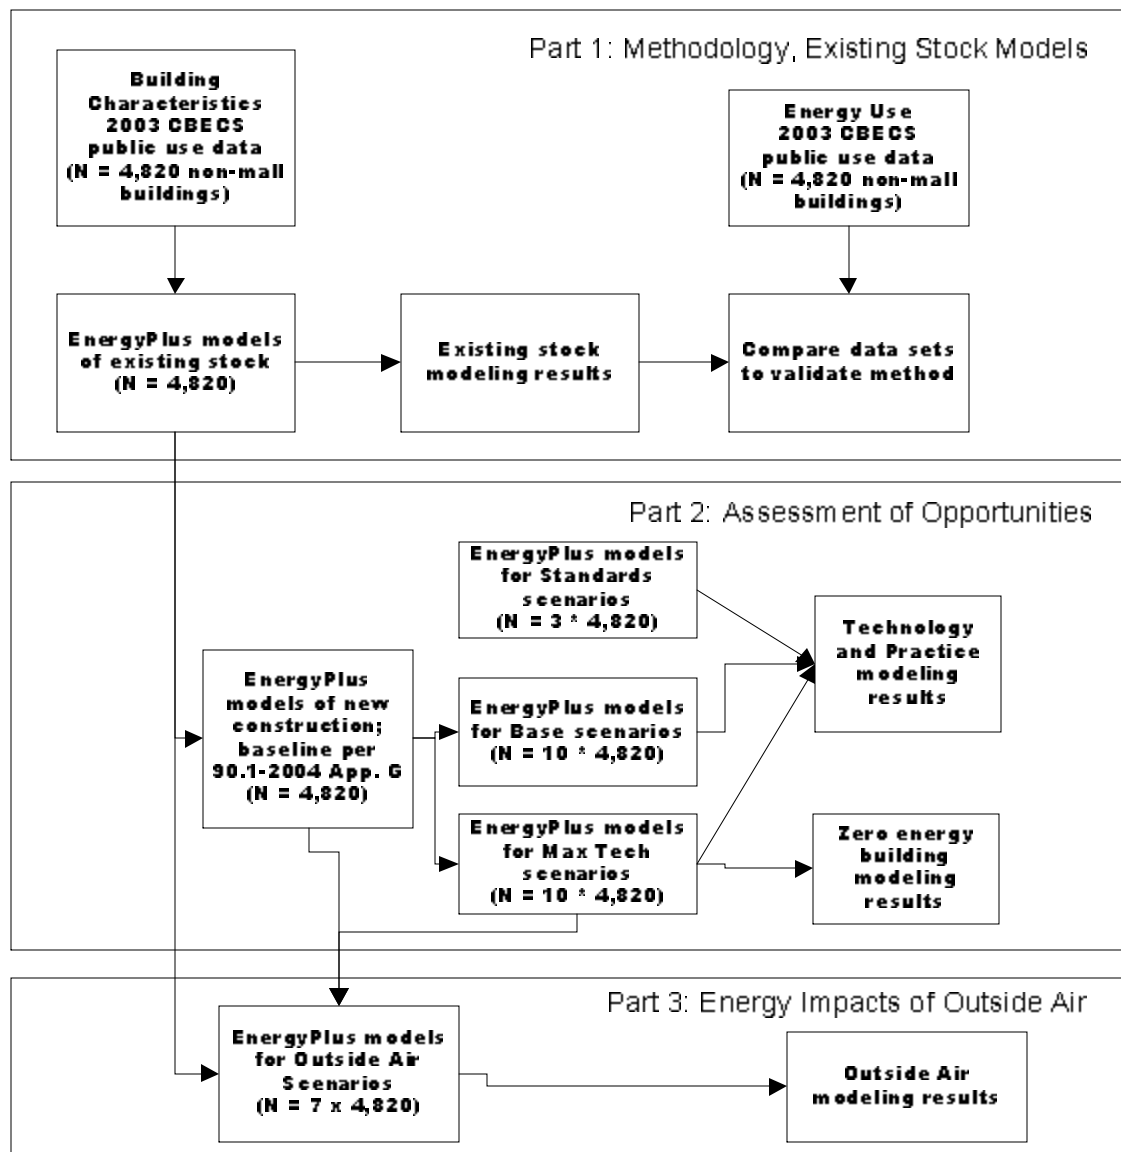 Part 1: Methodology, Existing Stock Models
Building
Characteristics
2003 CBECS
public use data
(N = 4,820 non-mall
buildings)
Energy Use
2003 CBECS
public use data
(N = 4,820 non-mall
buildings)
EnergyPlus models
of existing stock
(N = 4,820)
Existing stock
modeling results
Compare data sets
to validate method
Part 2: Assessment of Opportunities
EnergyPlus models
for Standards
scenarios
(N = 3 * 4,820)
Technology
and Practice
modeling
results
EnergyPlus
models of new
construction;
baseline per
90.1-2004 App. G
(N = 4,820)
EnergyPlus models
for Base scenarios
(N = 10 * 4,820)
EnergyPlus models
for Max Tech
scenarios
(N = 10 * 4,820)
Zero energy
building
modeling
results
Part 3: Energy Impacts of Outside Air
EnergyPlus models
for Outside Air
Scenarios
(N = 7 x 4,820)
Outside Air
modeling results